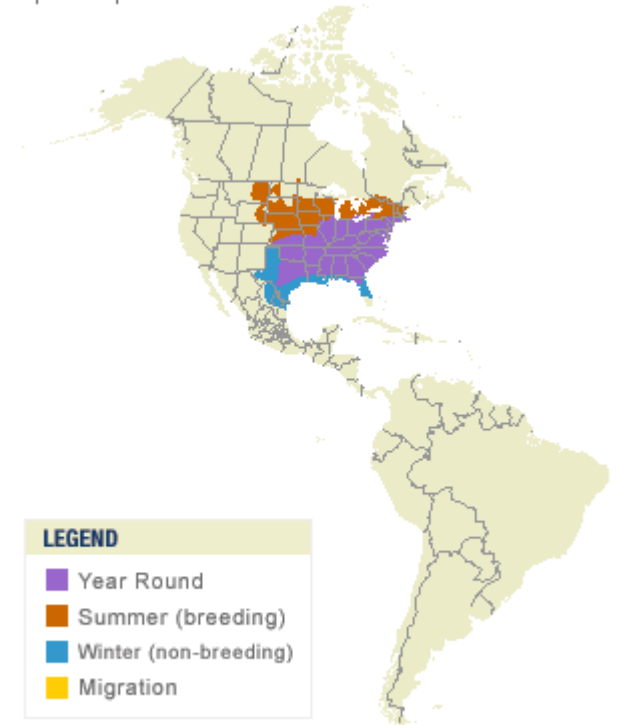 LEGEND
Year Round
Summer (breeding)
Winter (non-breeding)
Migration